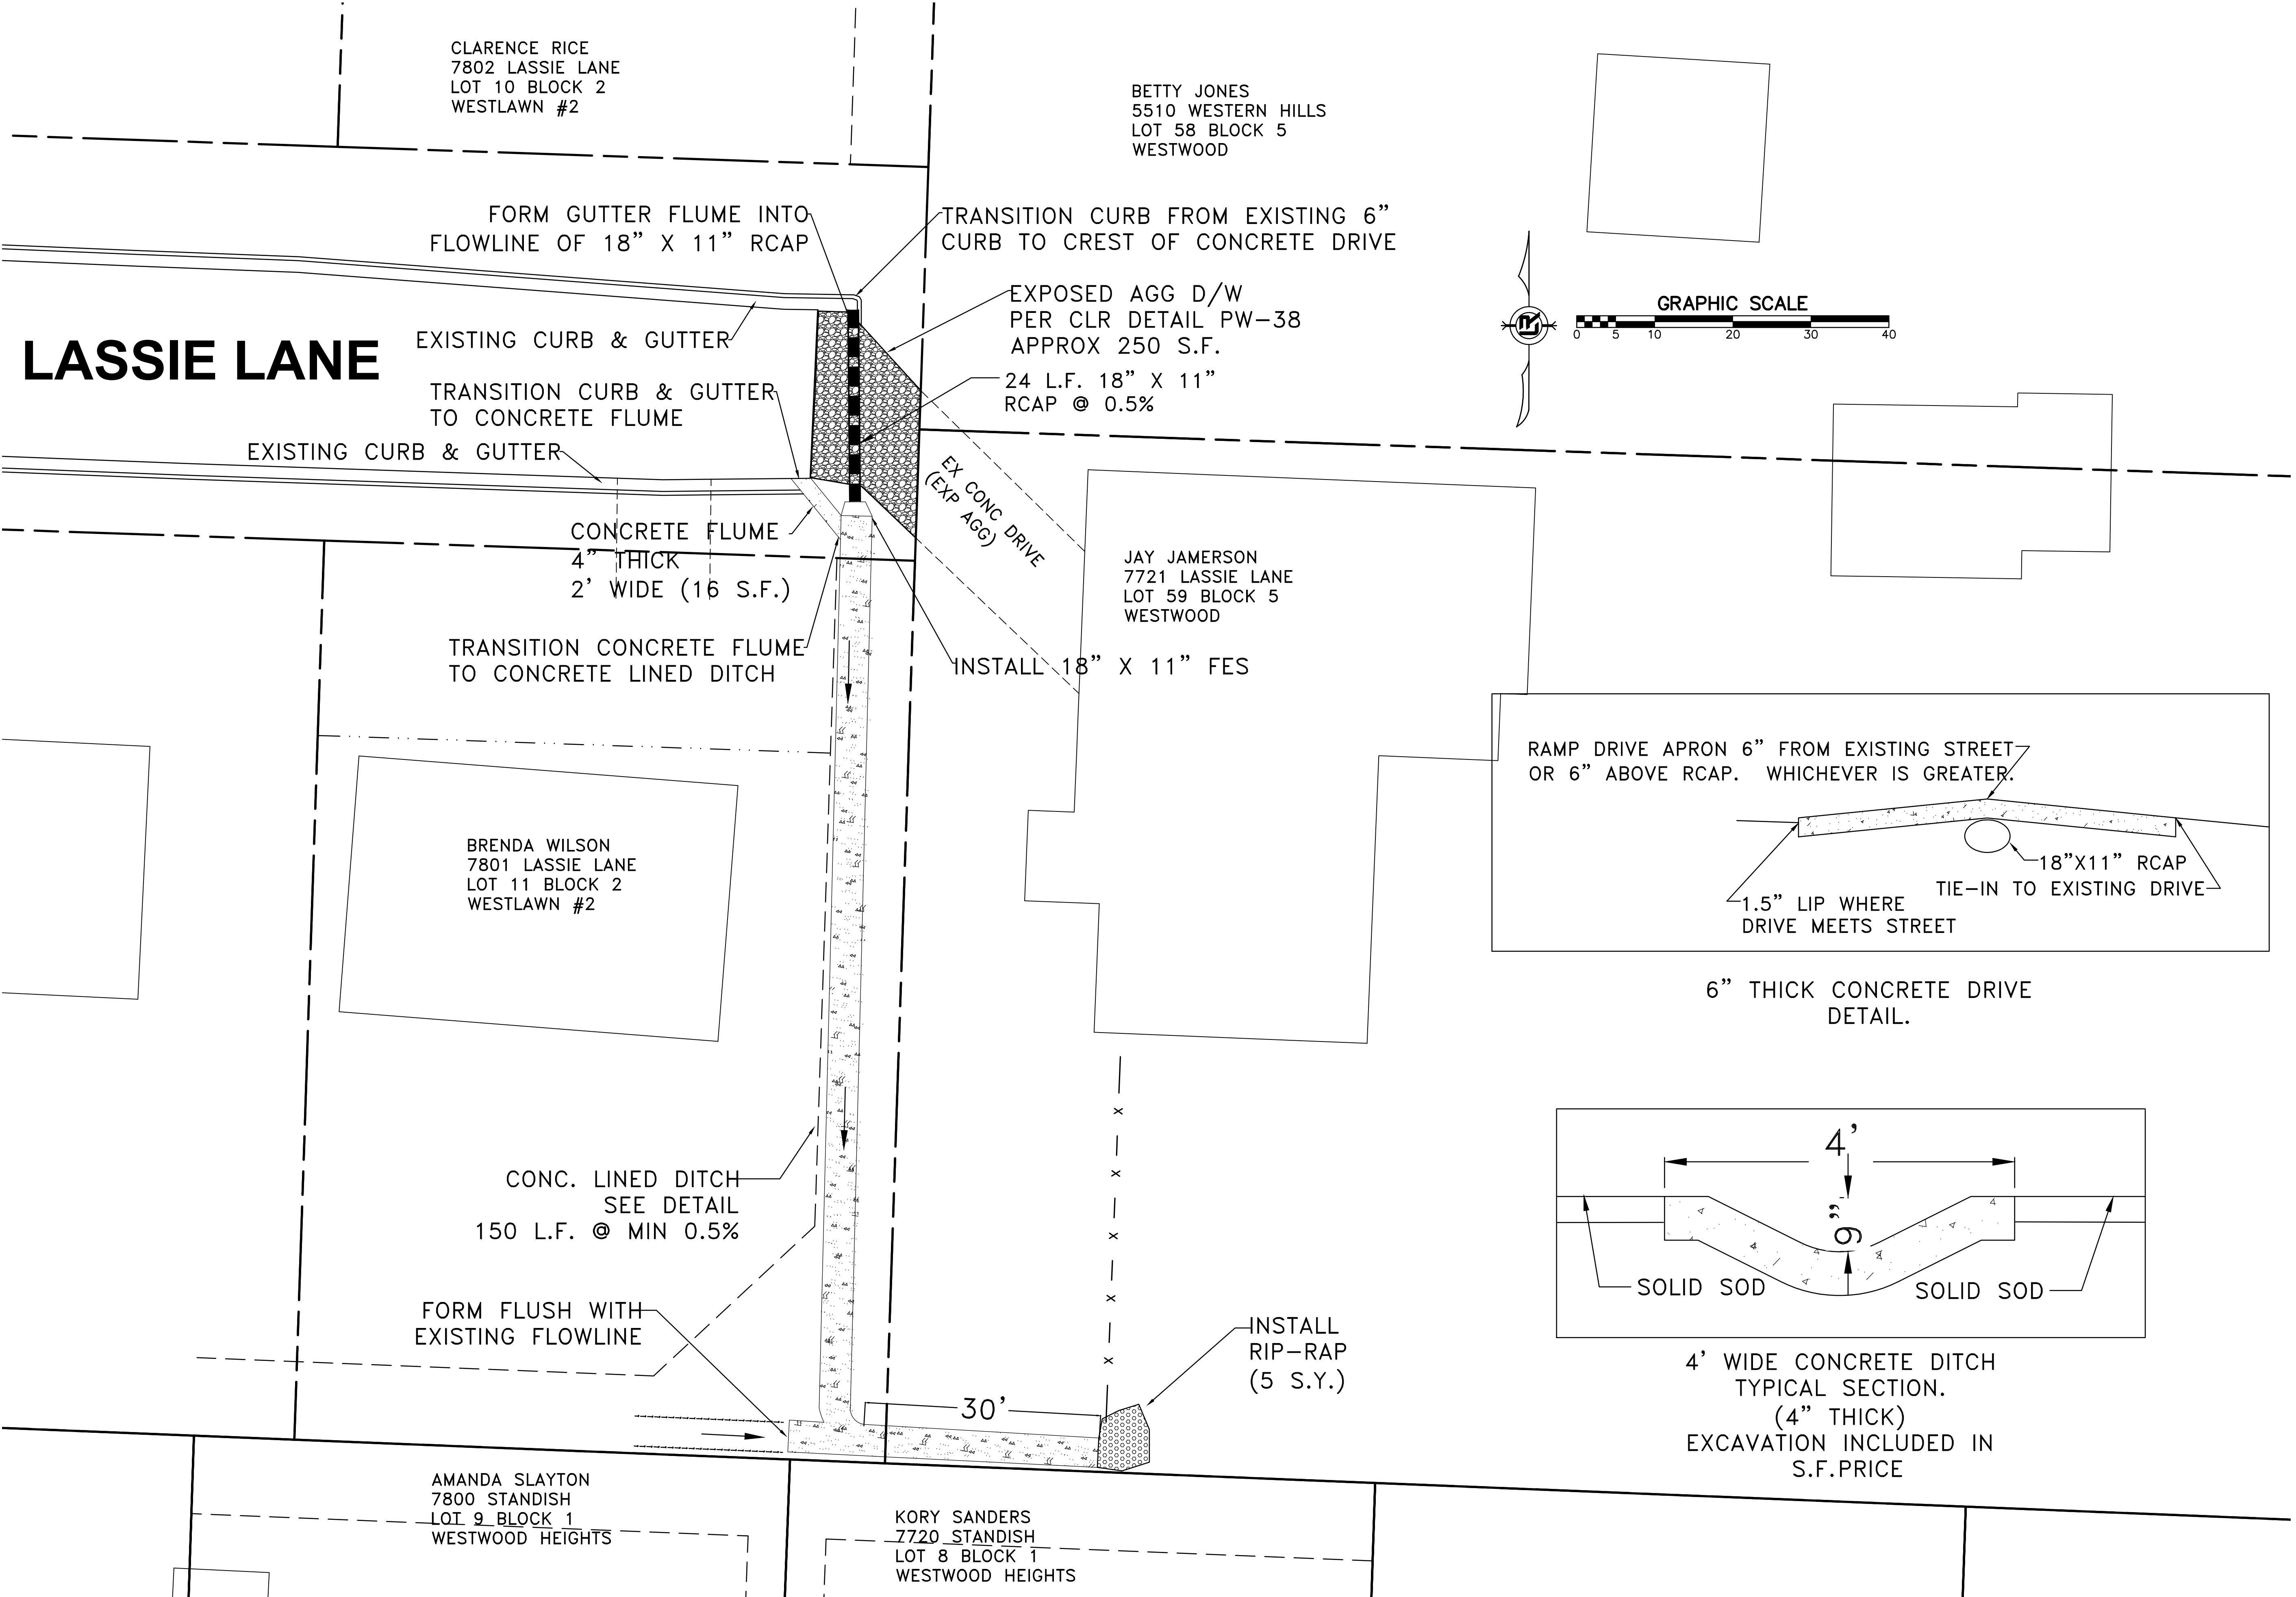 CLARENCE RICE
7802 LASSIE LANE
LOT 10 BLOCK 2
WESTLAWN #2
BETTY JONES
5510 WESTERN HILLS
LOT 58 BLOCK 5
WESTWOOD
FORM GUTTER FLUME INTO
FLOWLINE OF 18” X 11” RCAP
TRANSITION CURB FROM EXISTING 6”
CURB TO CREST OF CONCRETE DRIVE
EXPOSED AGG D/W
PER CLR DETAIL PW-38
APPROX 250 S.F.
GRAPHIC SCALE
0 5 10 20 30 40
LASSIE LANE
EXISTING CURB & GUTTER
24 L.F. 18” X 11”
RCAP @ 0.5%
TRANSITION CURB & GUTTER
TO CONCRETE FLUME
EXISTING CURB & GUTTER
EX CONC DRIVE
(EXP AGG)
CONCRETE FLUME
4” THICK
2’ WIDE (16 S.F.)
JAY JAMERSON
7721 LASSIE LANE
LOT 59 BLOCK 5
WESTWOOD
TRANSITION CONCRETE FLUME
TO CONCRETE LINED DITCH
INSTALL 18” X 11” FES
RAMP DRIVE APRON 6” FROM EXISTING STREET
OR 6” ABOVE RCAP. WHICHEVER IS GREATER.
18”X11” RCAP
TIE-IN TO EXISTING DRIVE
1.5” LIP WHERE
DRIVE MEETS STREET
6” THICK CONCRETE DRIVE
DETAIL.
BRENDA WILSON
7801 LASSIE LANE
LOT 11 BLOCK 2
WESTLAWN #2
CONC. LINED DITCH
SEE DETAIL
150 L.F. @ MIN 0.5%
X
X
X
X
X
4’
9”
SOLID SOD
SOLID SOD
FORM FLUSH WITH
EXISTING FLOWLINE
INSTALL
RIP-RAP
(5 S.Y.)
30’
4’ WIDE CONCRETE DITCH
TYPICAL SECTION.
(4” THICK)
EXCAVATION INCLUDED IN
S.F.PRICE
AMANDA SLAYTON
7800 STANDISH
LOT 9 BLOCK 1
WESTWOOD HEIGHTS
KORY SANDERS
7720 STANDISH
LOT 8 BLOCK 1
WESTWOOD HEIGHTS